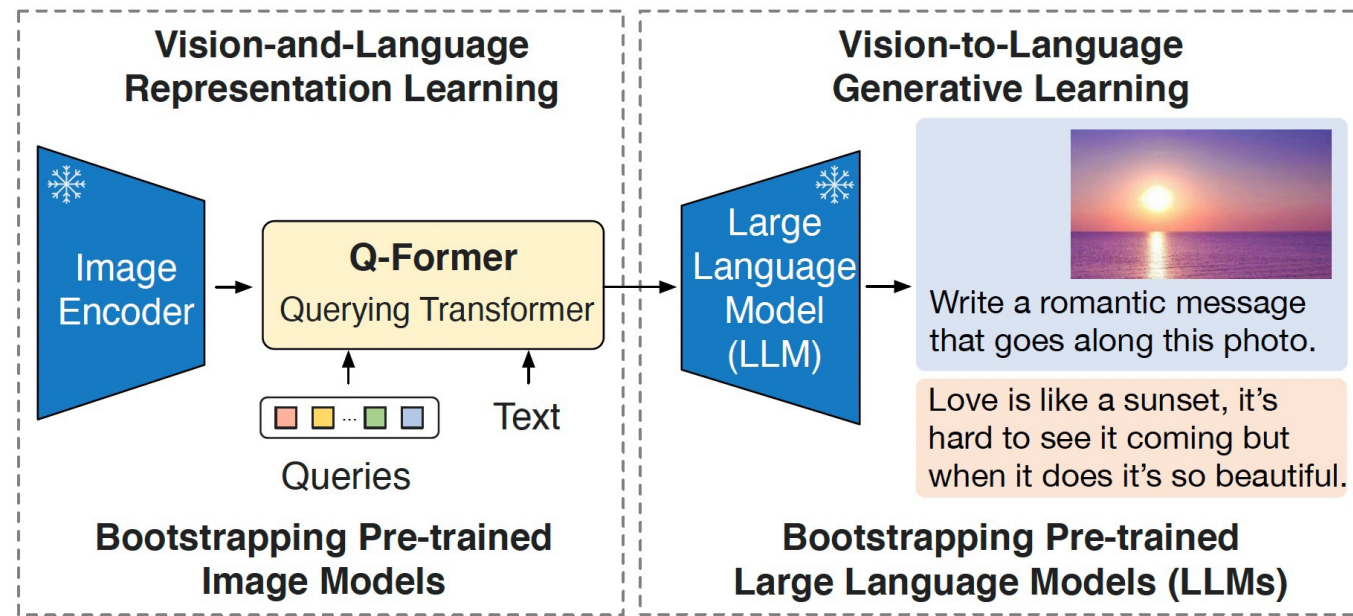 Vision-and-Language
Representation Learning
Image
Encoder
Q-Former
Querying Transformer
...
Queries
Text
Bootstrapping Pre-trained
Image Models
Vision-to-Language
Generative Learning
Large
Language
Model
(LLM)
Write a romantic message
that goes along this photo.
Love is like a sunset, it's
hard to see it coming but
when it does it's so beautiful.
Bootstrapping Pre-trained
Large Language Models (LLMs)